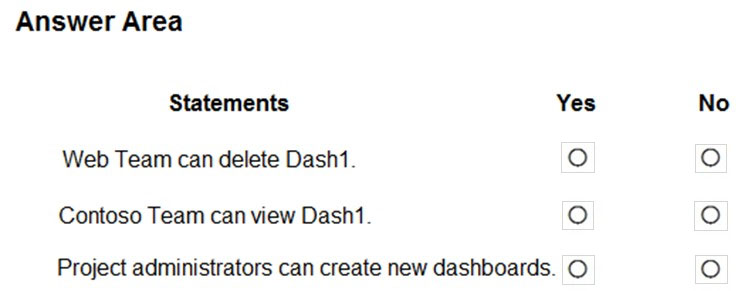 Answer Area
Statements Yes No
Web Team can delete Dash1.
Contoso Team can view Dash1.
Project administrators can create new dashboards.